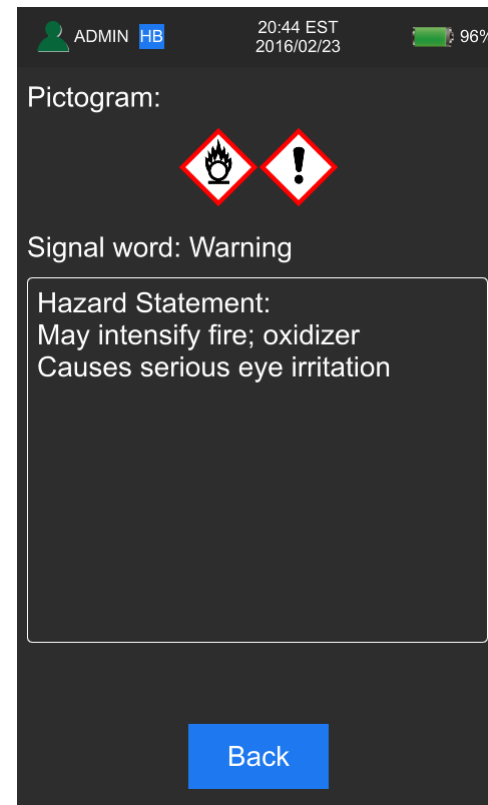 ADMIN HB
20:44 EST
2016/02/23
96%
Pictogram:
Signal word: Warning
Hazard Statement:
May intensify fire; oxidizer
Causes serious eye irritation
Back